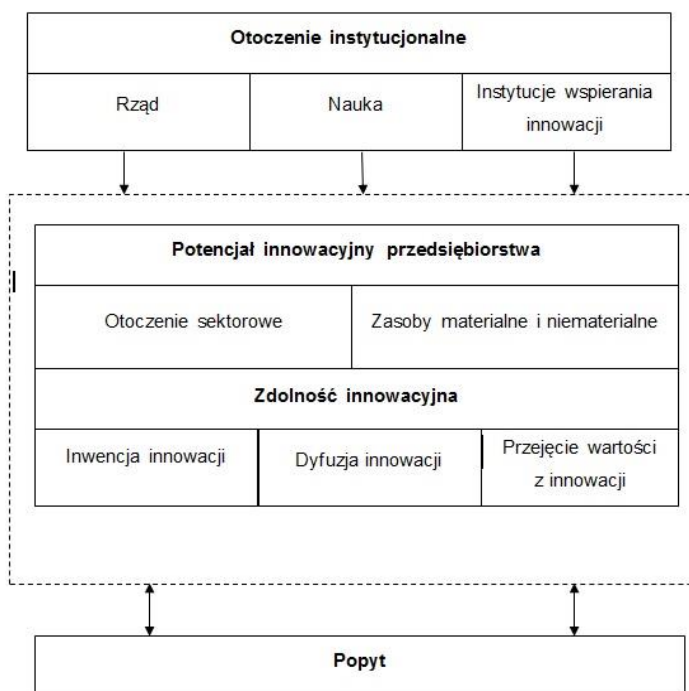 Otoczenie instytucjonalne
Rząd
Nauka
Instytucje wspierania
innowacji
Potencjał innowacyjny przedsiębiorstwa
Otoczenie sektorowe
Zasoby materialne i niematerialne
Zdolność innowacyjna
Inwencja innowacji
Dyfuzja innowacji
Przejęcie wartości
z innowacji
Popyt